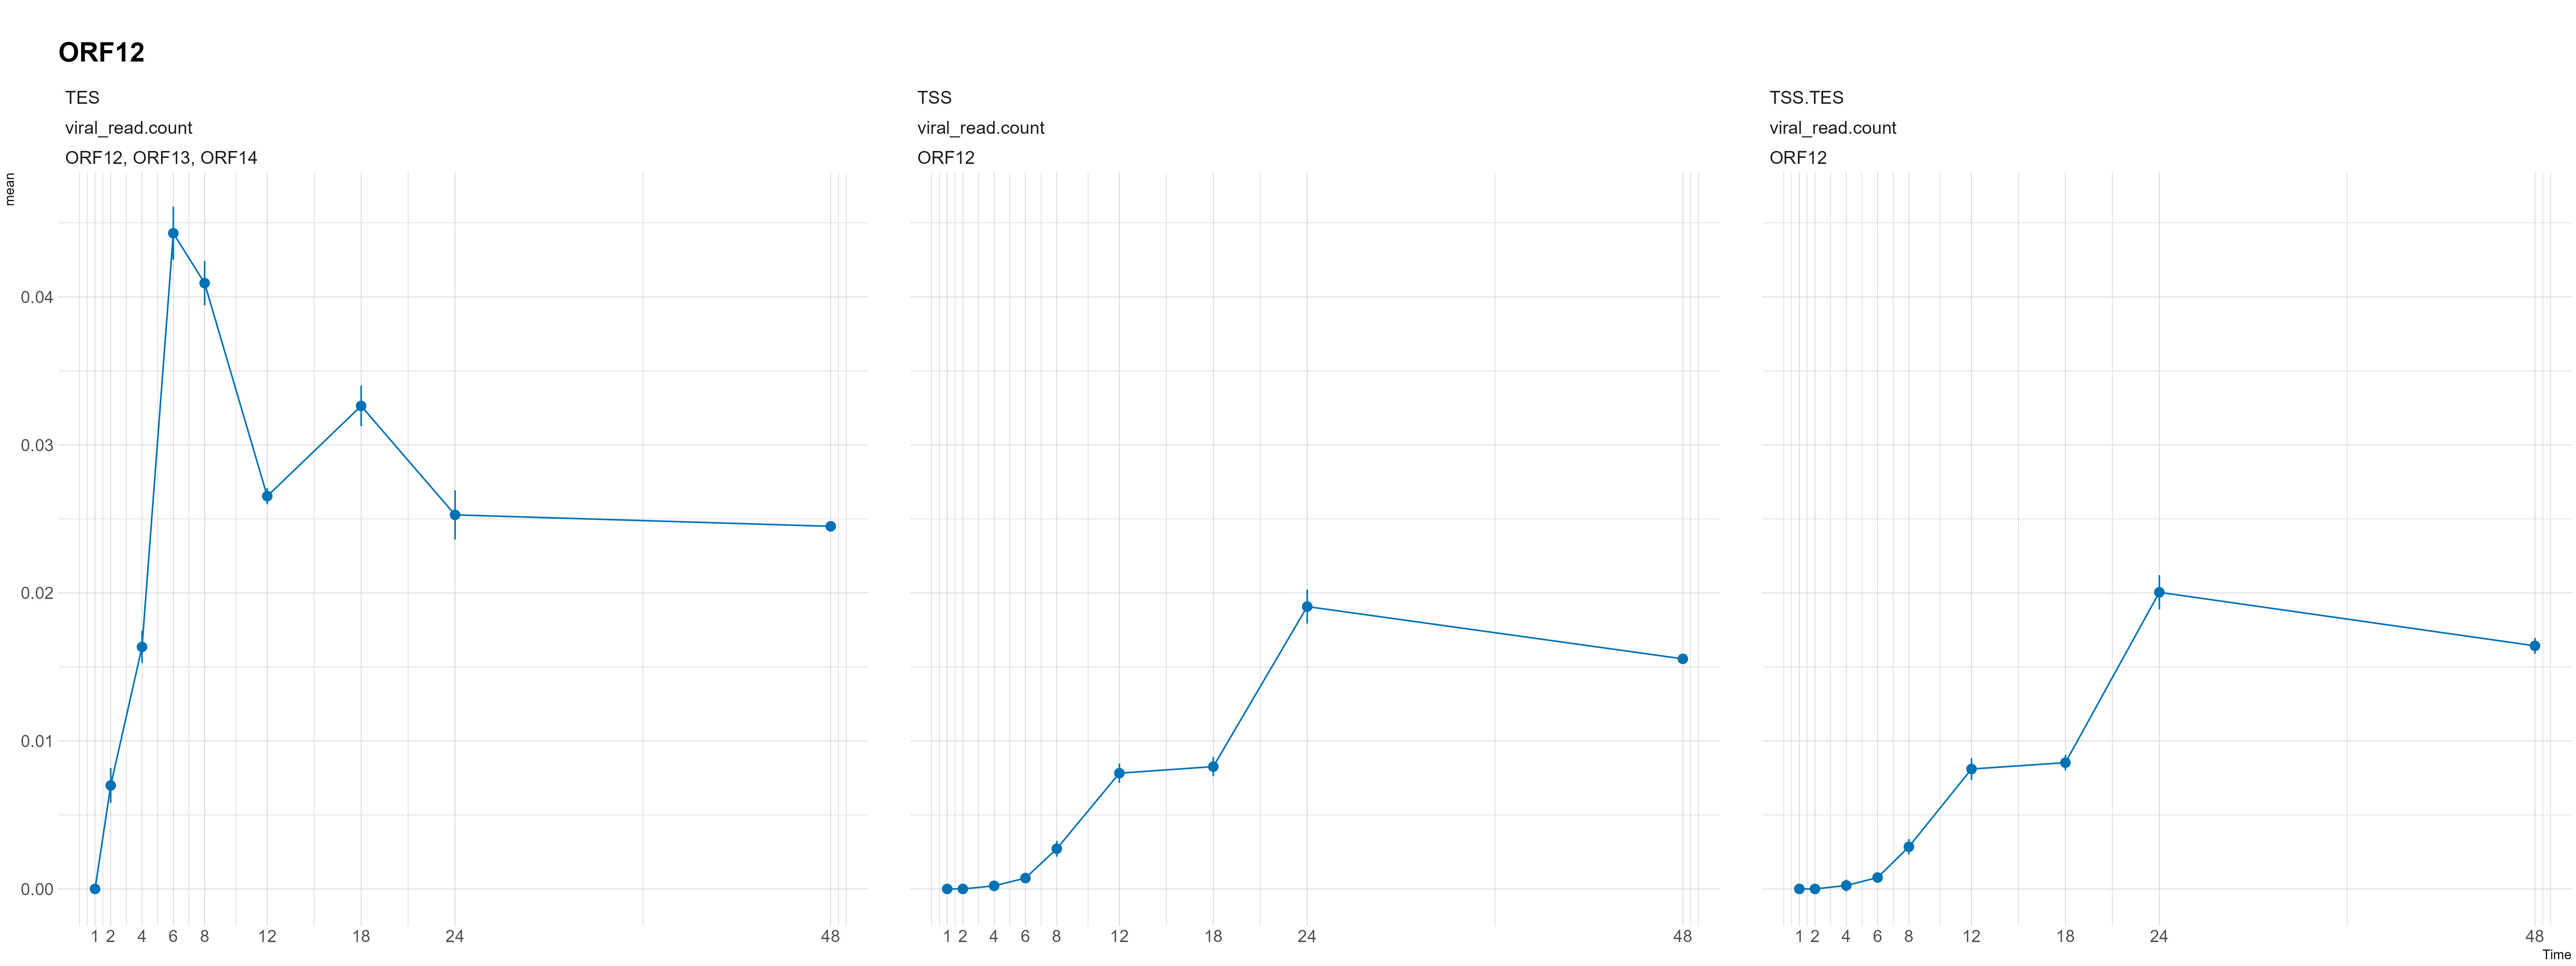 ORF12
TES
viral_read.count
ORF12, ORF13, ORF14
TSS
viral_read.count
ORF12
TSS.TES
viral_read.count
ORF12
mean
0.04
0.03
0.02
0.01
0.00
1 2 4 6 8 12 18 24 48
1 2 4 6 8 12 18 24 48
1 2 4 6 8 12 18 24 48
Time